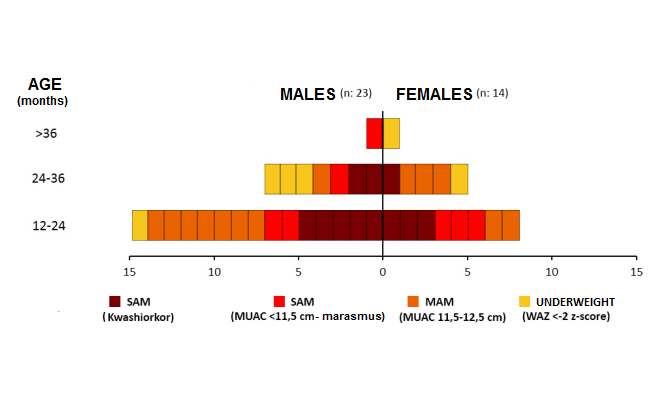 AGE
(months)
MALES (n: 23) FEMALES (n: 14)
>36
24-36
12-24
15 10 5 0 5 10 15
SAM
(Kwashiorkor)
SAM
(MUAC <11,5 cm- marasmus)
MAM
(MUAC 11,5-12,5 cm)
UNDERWEIGHT
(WAZ <-2 z-score)